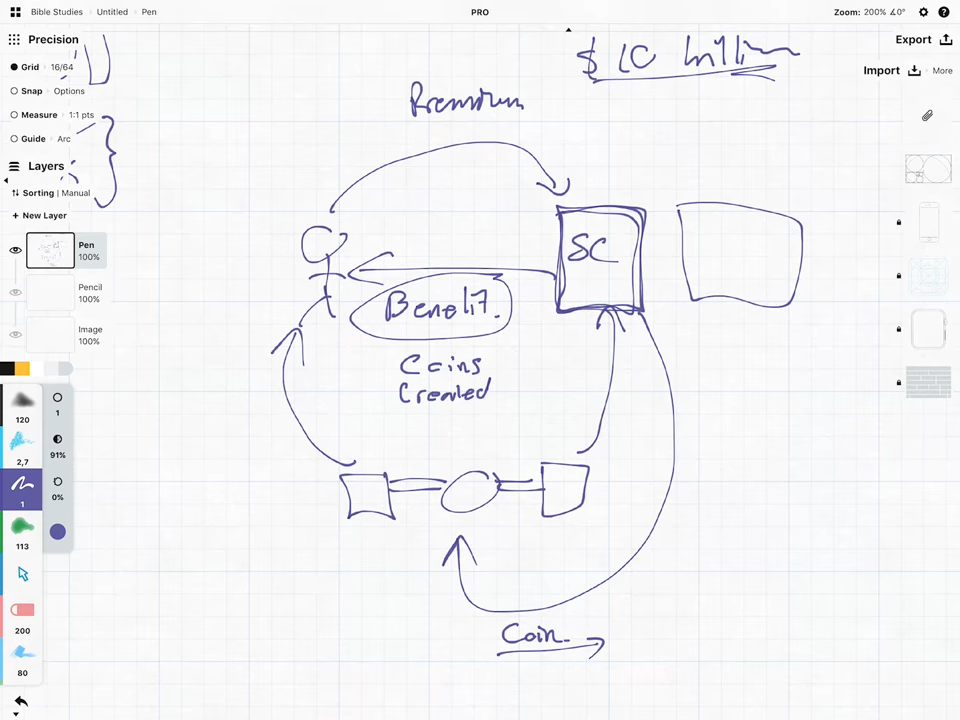 Bible Studies Untitled Pen
PRO
Zoom: 200% ∠0°
Precision
Export
Grid 16/64
Import More
Snap Options
Measure 1:1 pts
Guide Arc
Layers
Sorting | Manual
+ New Layer
Pen
100%
Pencil
100%
Image
100%
120
1
2,7
91%
1
0%
113
200
80
$10 million
Premium
SC
Benefit.
Coins
Created
Coin